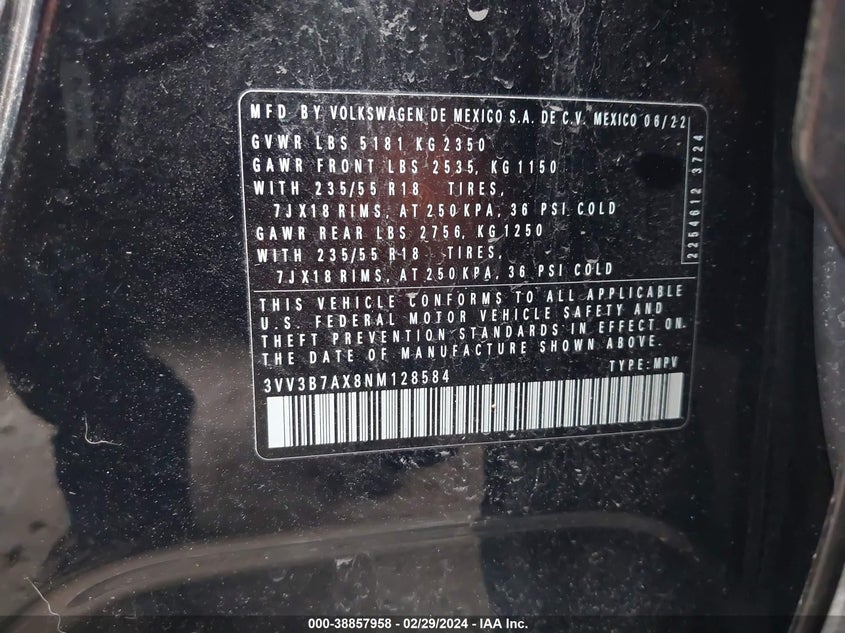 MFD BY VOLKSWAGEN DE MEXICO S.A. DE C.V. MEXICO 06/22
GVWR LBS 5181 KG 2350
GAWR FRONT LBS 2535, KG 1150
WITH 235/55 R18 TIRES,
7JX18 RIMS, AT 250 KPA, 36 PSI COLD
GAWR REAR LBS 2756, KG 1250
WITH 235/55 R18 TIRES,
7JX18 RIMS, AT 250 KPA, 36 PSI COLD
2254612 3724
THIS VEHICLE CONFORMS TO ALL APPLICABLE
U.S. FEDERAL MOTOR VEHICLE SAFETY AND
THEFT PREVENTION STANDARDS IN EFFECT ON
THE DATE OF MANUFACTURE SHOWN ABOVE.
3VV3B7AX8NM128584 TYPE: MPV
000-38857958 - 02/29/2024 - IAA Inc.